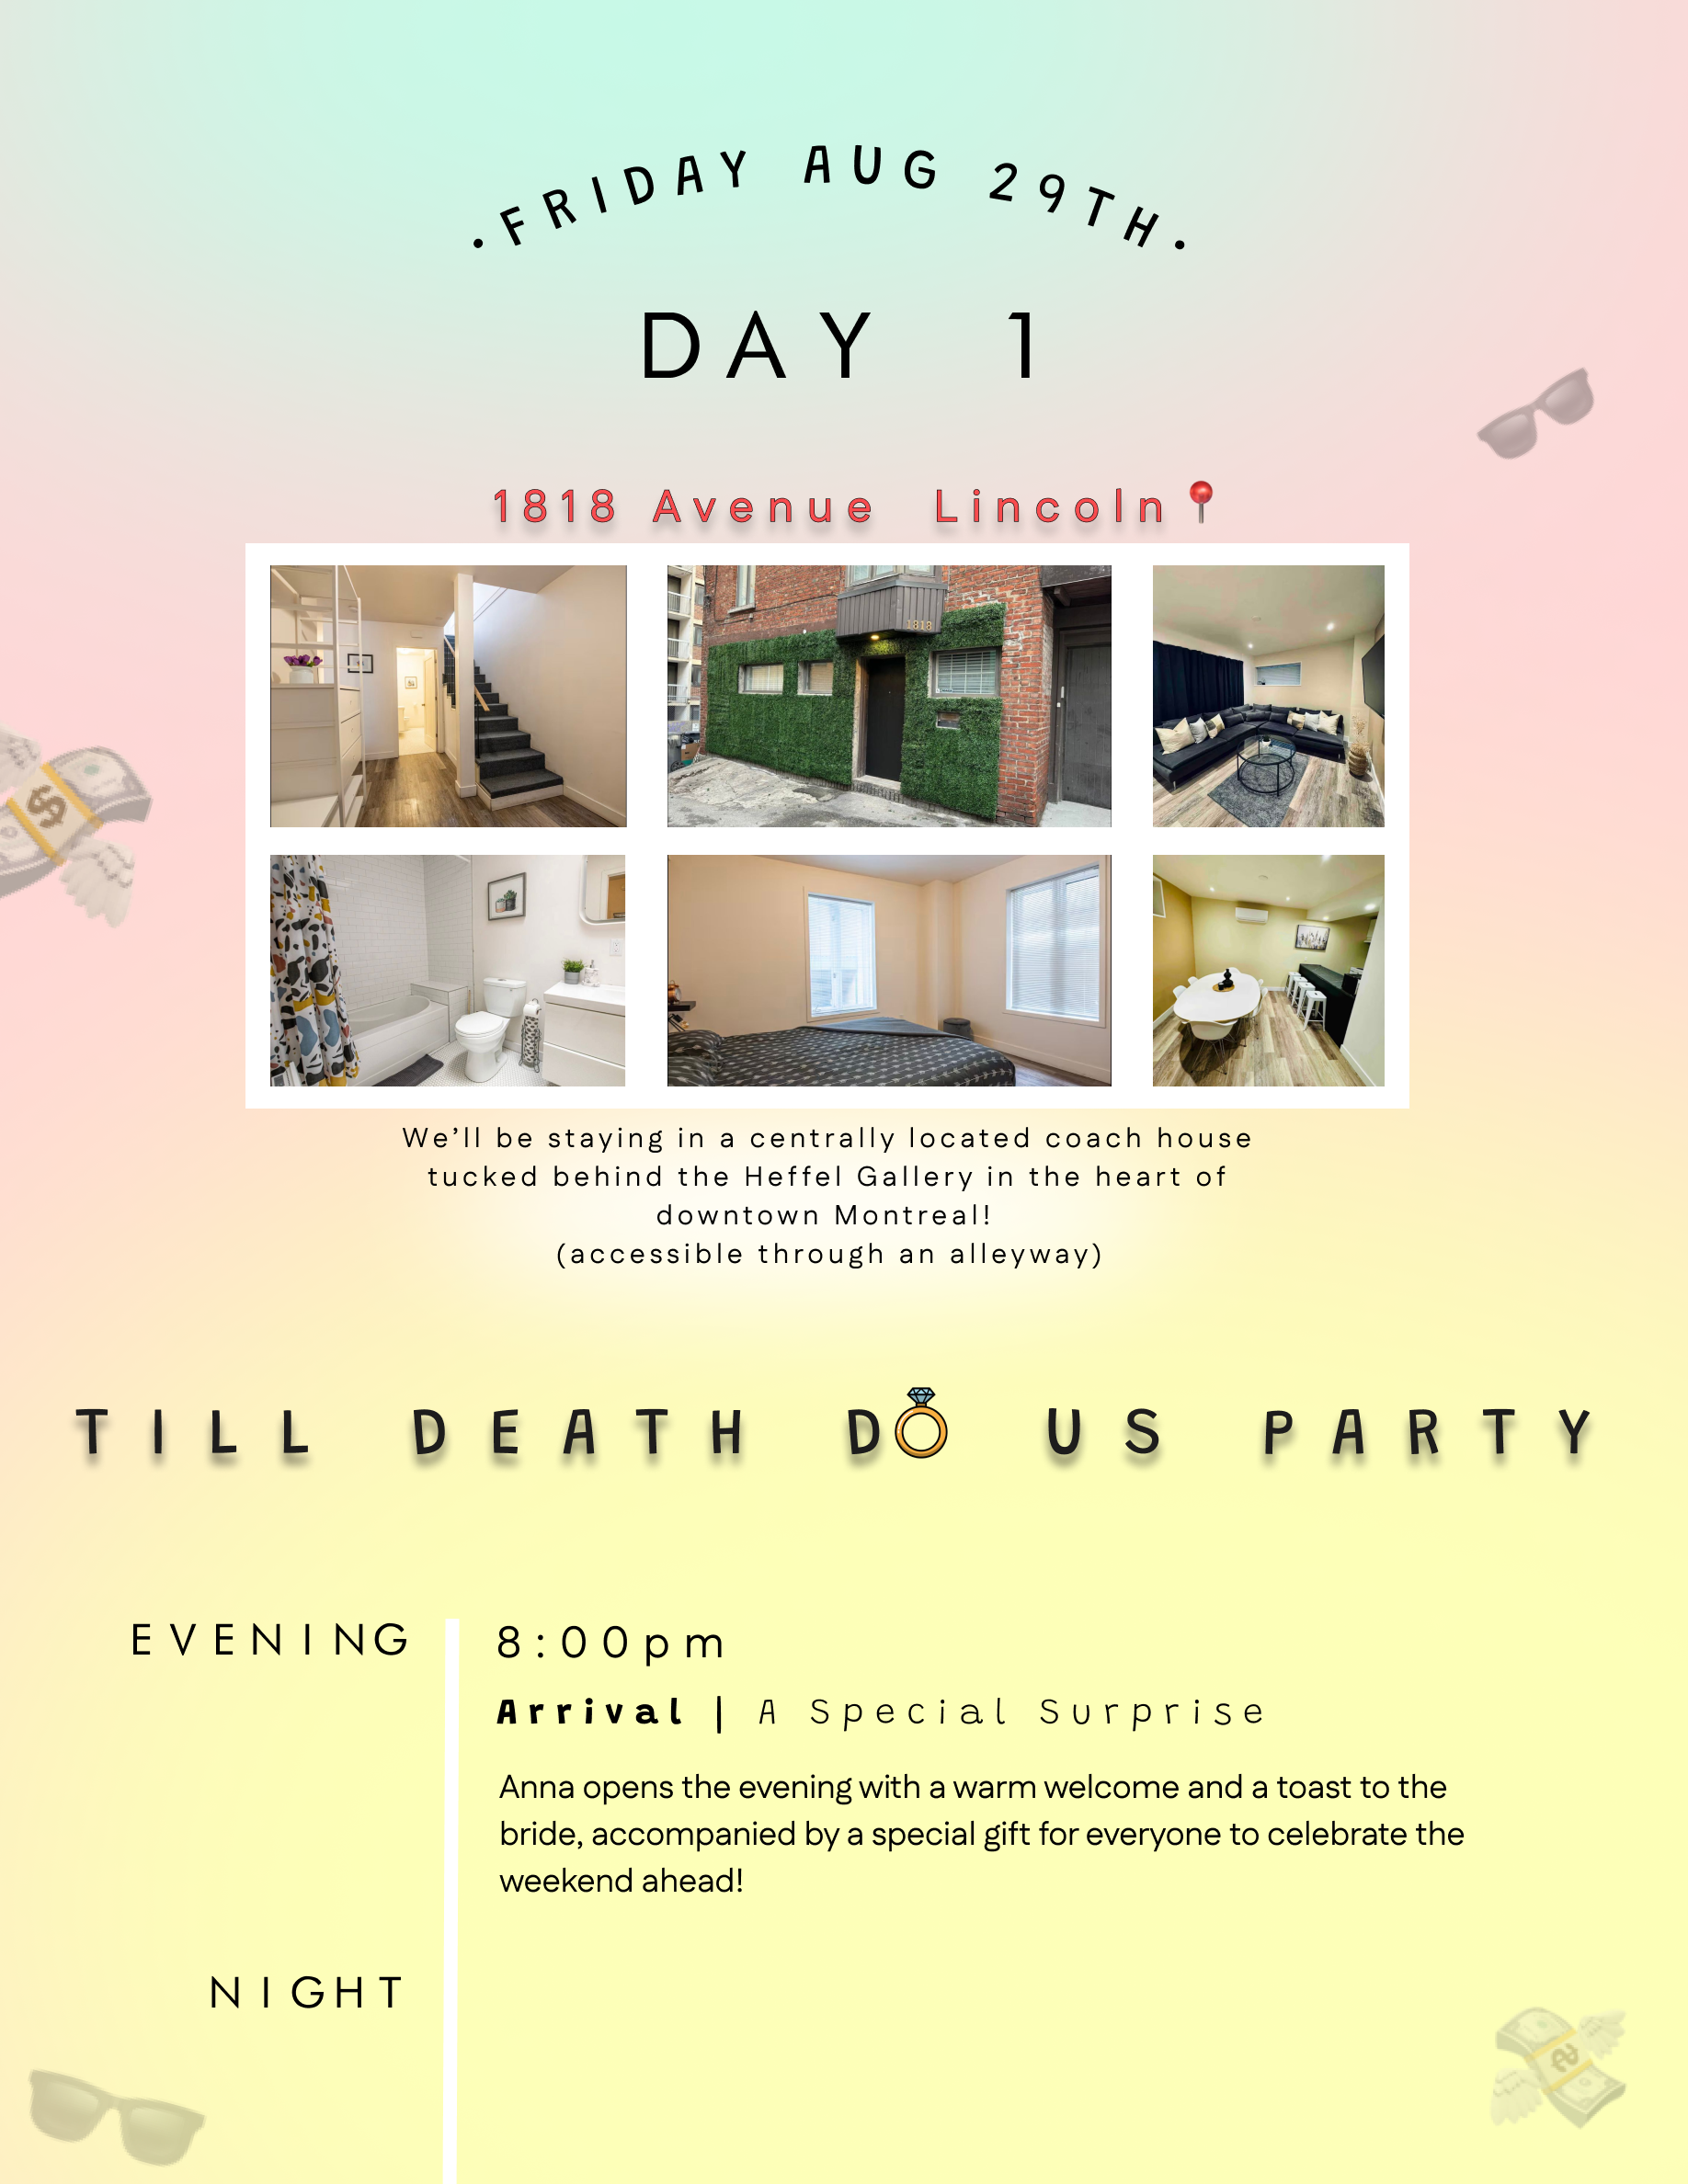 ·FRIDAY AUG 29TH·
DAY 1
1818 Avenue Lincoln
1818
We’ll be staying in a centrally located coach house
tucked behind the Heffel Gallery in the heart of
downtown Montreal!
(accessible through an alleyway)
TILL DEATH DO US PARTY
EVENING
8:00pm
Arrival | A Special Surprise
Anna opens the evening with a warm welcome and a toast to the
bride, accompanied by a special gift for everyone to celebrate the
weekend ahead!
NIGHT